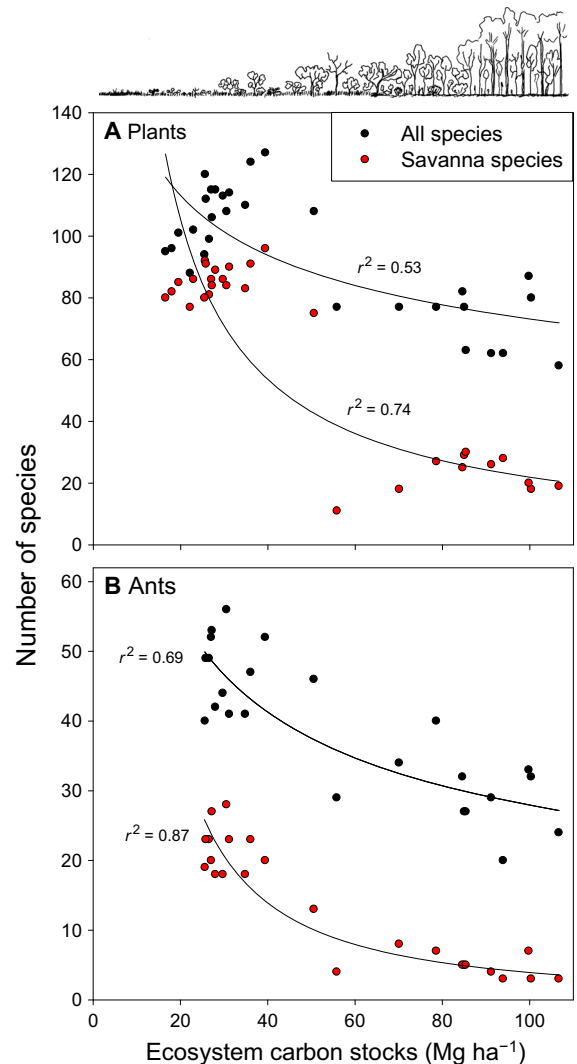 A Plants
All species
Savanna species
140
120
100
80
60
40
20
0
r² = 0.53
r² = 0.74
Number of species
B Ants
60
50
40
30
20
10
0
r² = 0.69
r² = 0.87
0 20 40 60 80 100
Ecosystem carbon stocks (Mg ha⁻¹)